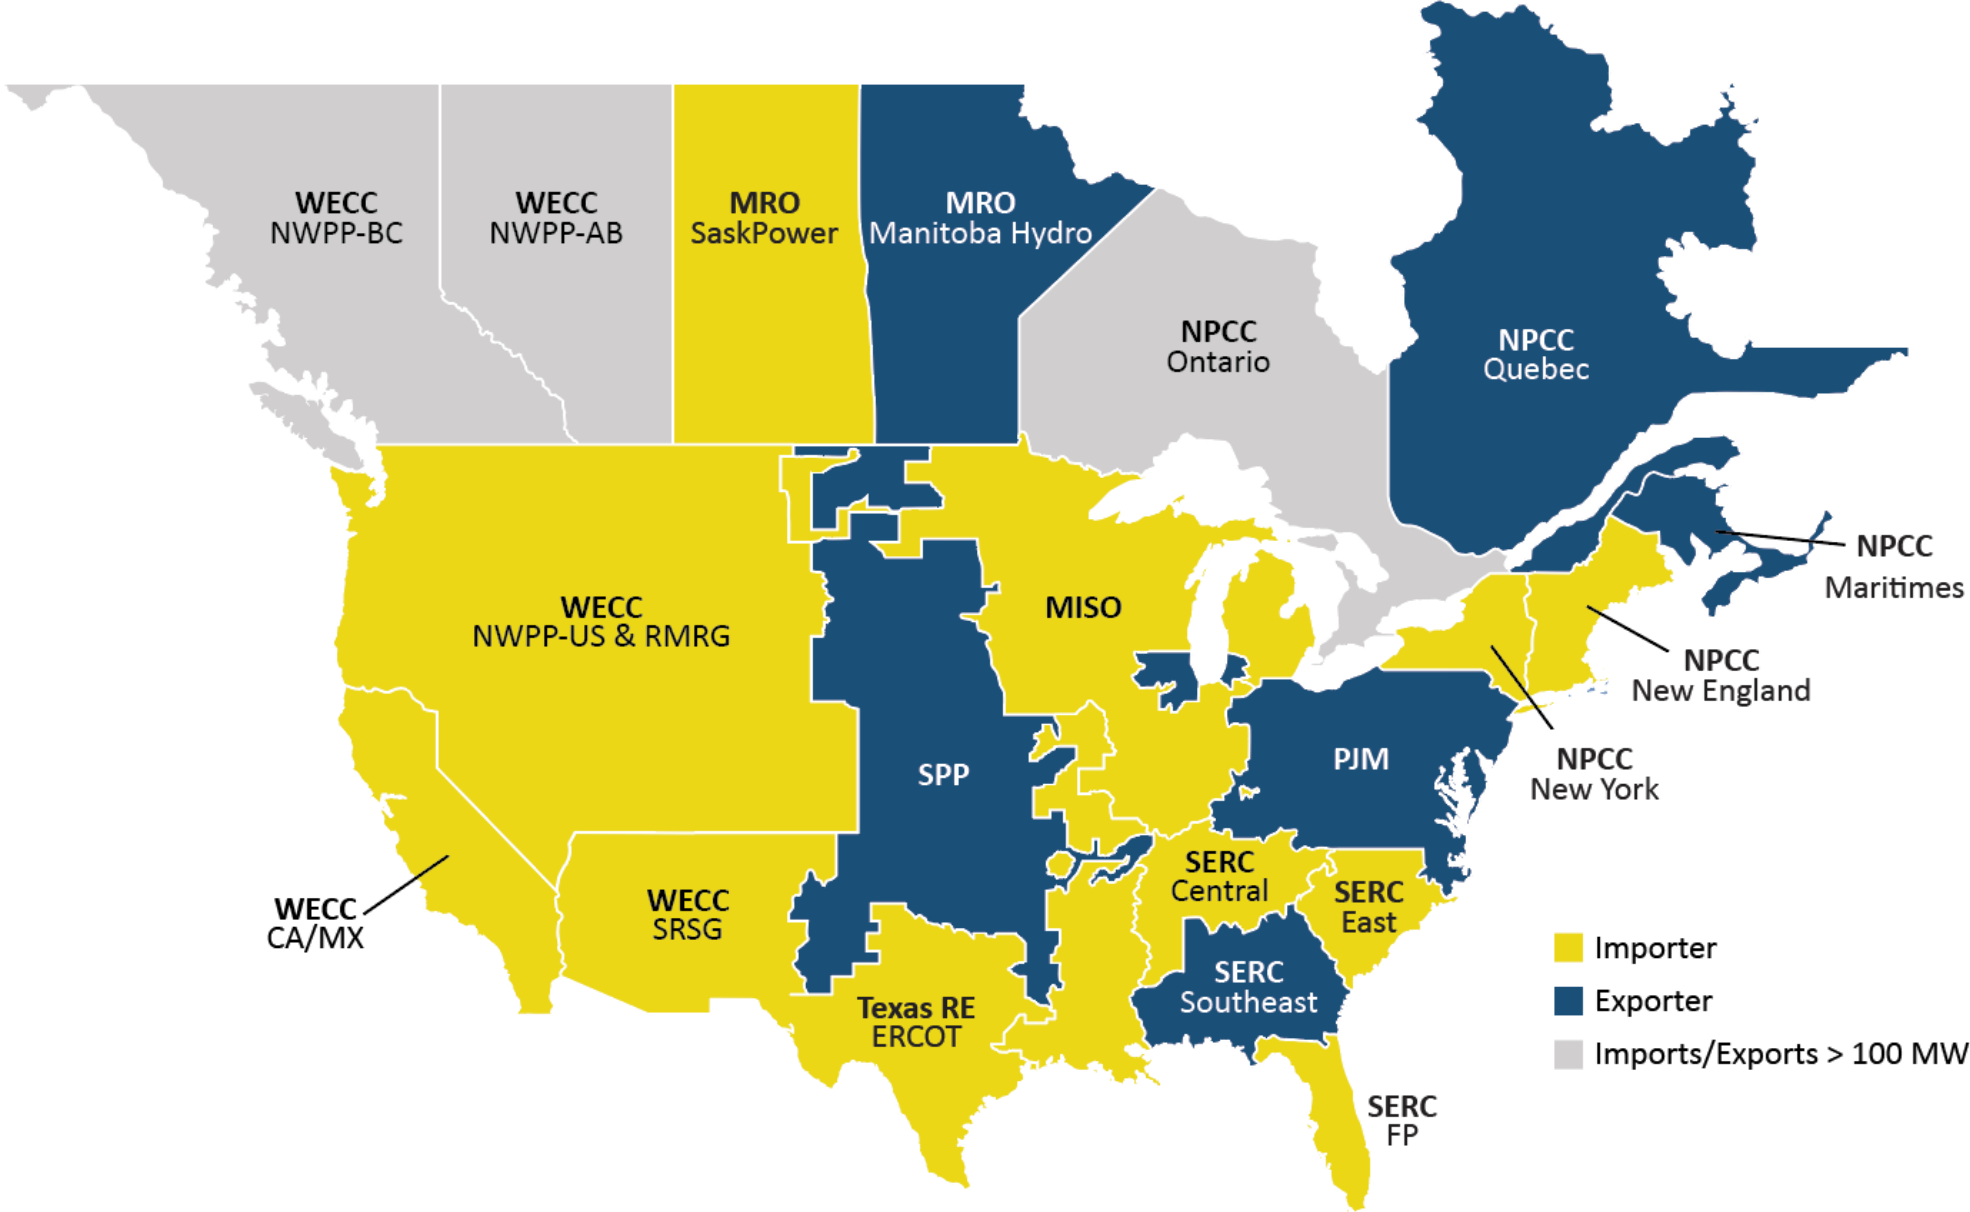 WECC
NWPP-BC
WECC
NWPP-AB
MRO
SaskPower
MRO
Manitoba Hydro
NPCC
Ontario
NPCC
Quebec
NPCC
Maritimes
WECC
NWPP-US & RMRG
MISO
NPCC
New England
SPP
PJM
NPCC
New York
WECC
CA/MX
WECC
SRSG
SERC
Central
SERC
East
SERC
Southeast
Texas RE
ERCOT
SERC
FP
Importer
Exporter
Imports/Exports > 100 MW